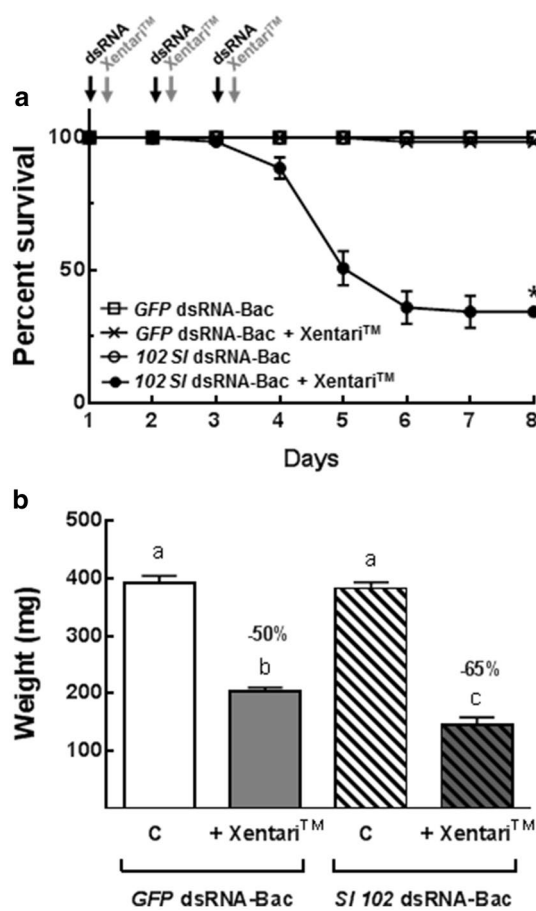 dsRNA
Xentari™
dsRNA
Xentari™
dsRNA
Xentari™
a
Percent survival
100
50
0
GFP dsRNA-Bac
GFP dsRNA-Bac + Xentari™
102 SI dsRNA-Bac
102 SI dsRNA-Bac + Xentari™
*
1 2 3 4 5 6 7 8
Days
b
Weight (mg)
500
400
300
200
100
a
-50%
b
a
-65%
c
C + Xentari™ C + Xentari™
GFP dsRNA-Bac SI 102 dsRNA-Bac